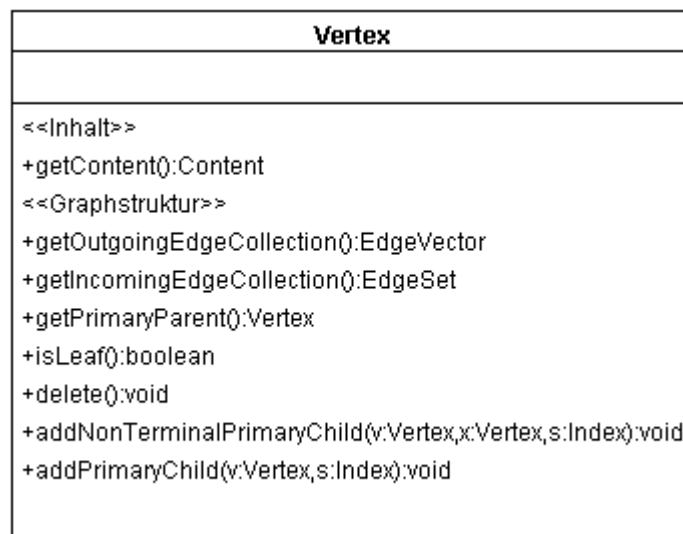 Vertex
<<Inhalt>>
+getContent():Content
<<Graphstruktur>>
+getOutgoingEdgeCollection():EdgeVector
+getIncomingEdgeCollection():EdgeSet
+getPrimaryParent():Vertex
+isLeaf():boolean
+delete():void
+addNonTerminalPrimaryChild(v:Vertex,x:Vertex,s:Index):void
+addPrimaryChild(v:Vertex,s:Index):void